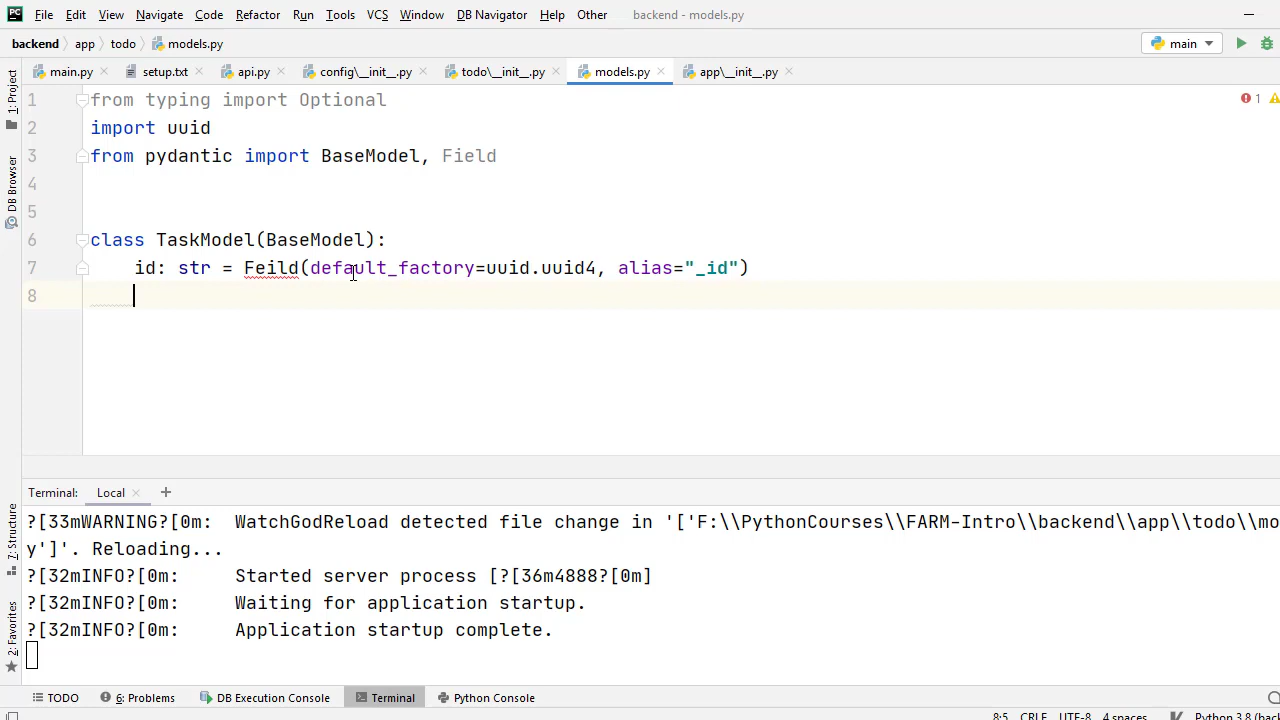 PC File Edit View Navigate Code Refactor Run Tools VCS Window DB Navigator Help Other backend - models.py
backend app todo models.py main
main.py setup.txt api.py config\__init__.py todo\__init__.py models.py app\__init__.py
1 from typing import Optional
2 import uuid
3 from pydantic import BaseModel, Field
4
5
6 class TaskModel(BaseModel):
7 id: str = Feild(default_factory=uuid.uuid4, alias="_id")
8
1
1: Project
DB Browser
7: Structure
2: Favorites
Terminal: Local
?[33mWARNING?[0m: WatchGodReload detected file change in '['F:\\PythonCourses\\FARM-Intro\\backend\\app\\todo\\mo
y']'. Reloading...
?[32mINFO?[0m: Started server process [?[36m4888?[0m]
?[32mINFO?[0m: Waiting for application startup.
?[32mINFO?[0m: Application startup complete.
TODO 6: Problems DB Execution Console Terminal Python Console
8:5 CRLF UTF-8 4 spaces Python 3.8 (bac